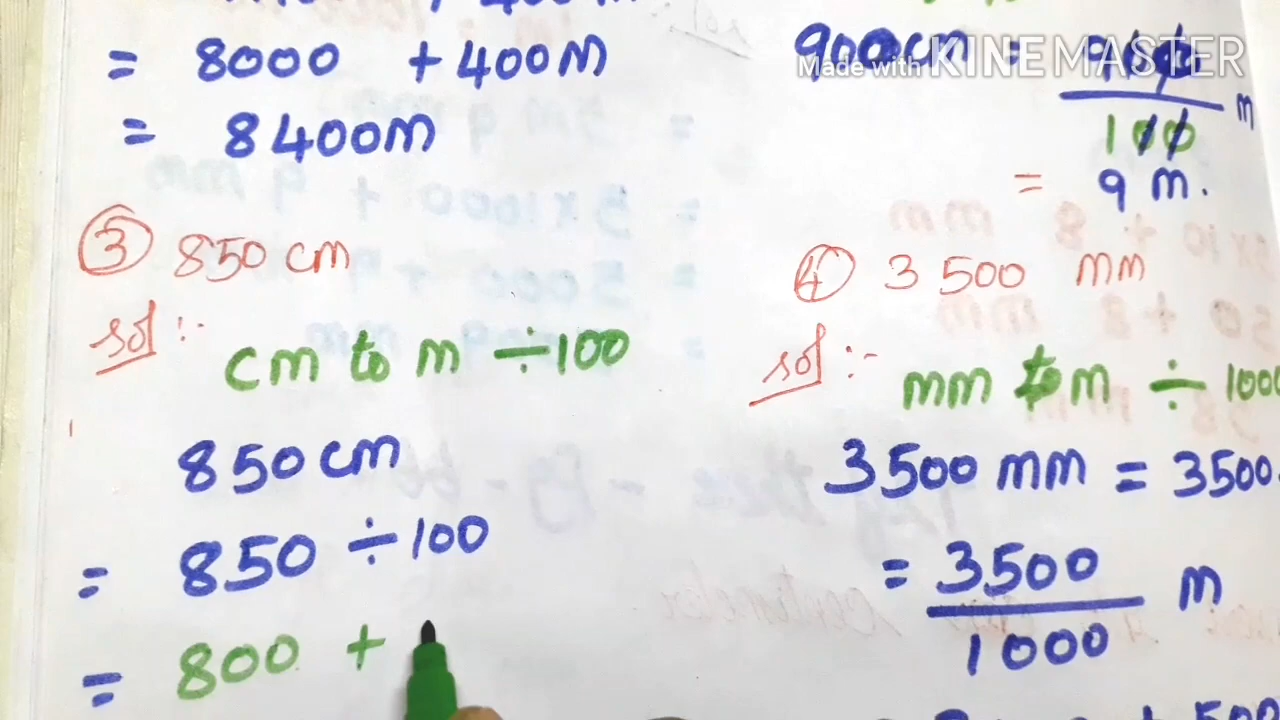 = 8000 + 400m
= 8400m
③ 850 cm
sol :-
cm to m ÷100
850 cm
= 850 ÷ 100
= 800 +
900cm =
100 m
= 9 m.
④ 3 500 mm
sol :-
mm to m ÷ 1000
3500 mm = 3500
= 3500
1000 m
Made with KINEMASTER